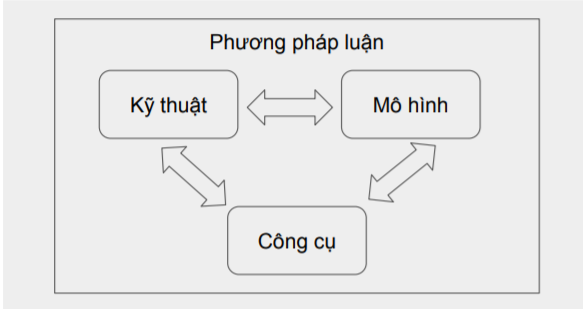 Phương pháp luận
Kỹ thuật
Mô hình
Công cụ